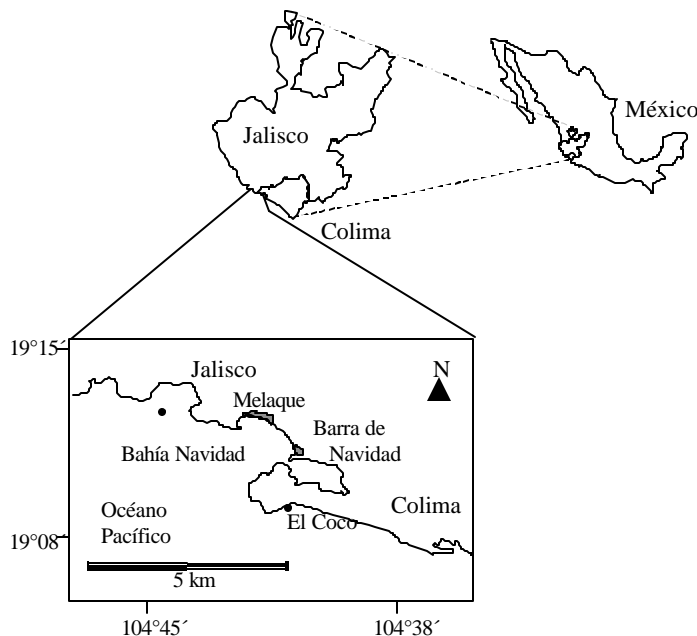 México
Jalisco
Colima
19°15´
Jalisco
N
Melaque
Barra de
Navidad
Bahía Navidad
Colima
Océano
Pacífico
El Coco
19°08´
5 km
104°45´
104°38´